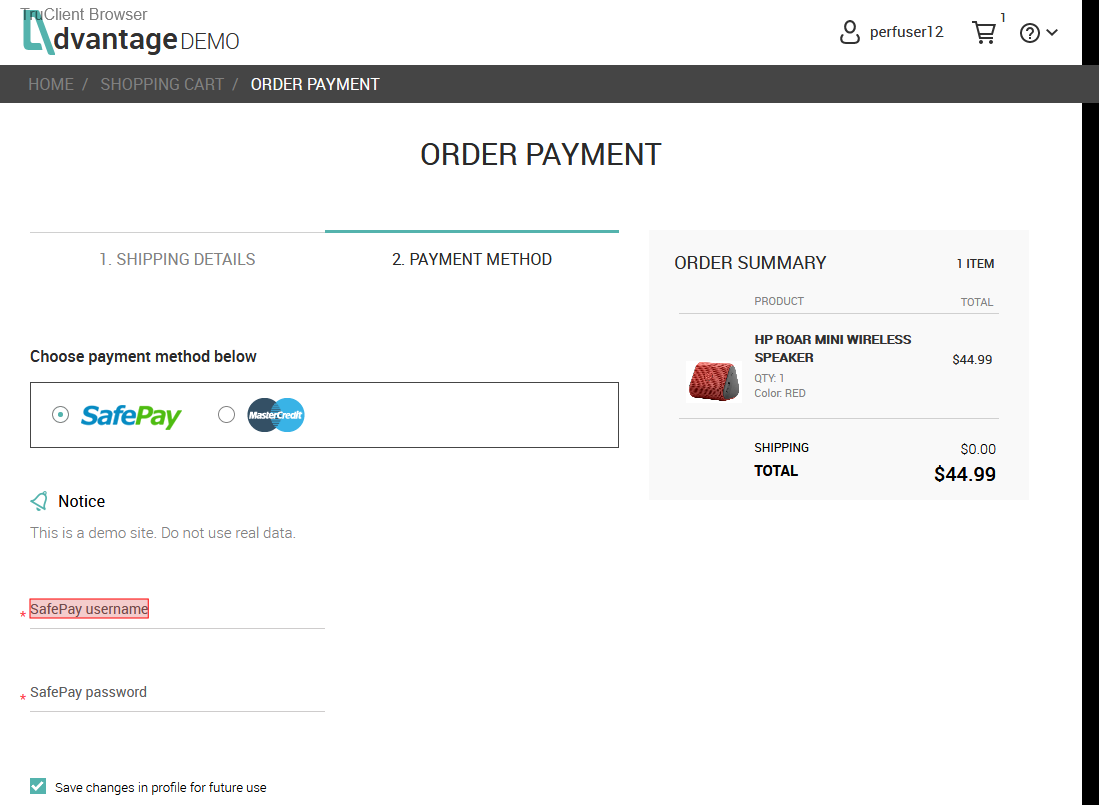 TruClient Browser
dvantage DEMO
perfuser12
1
?
HOME / SHOPPING CART / ORDER PAYMENT
ORDER PAYMENT
1. SHIPPING DETAILS
2. PAYMENT METHOD
Choose payment method below
SafePay
MasterCredit
Notice
This is a demo site. Do not use real data.
* SafePay username
* SafePay password
Save changes in profile for future use
ORDER SUMMARY
1 ITEM
PRODUCT
TOTAL
HP ROAR MINI WIRELESS
SPEAKER
$44.99
QTY: 1
Color: RED
SHIPPING
$0.00
TOTAL
$44.99